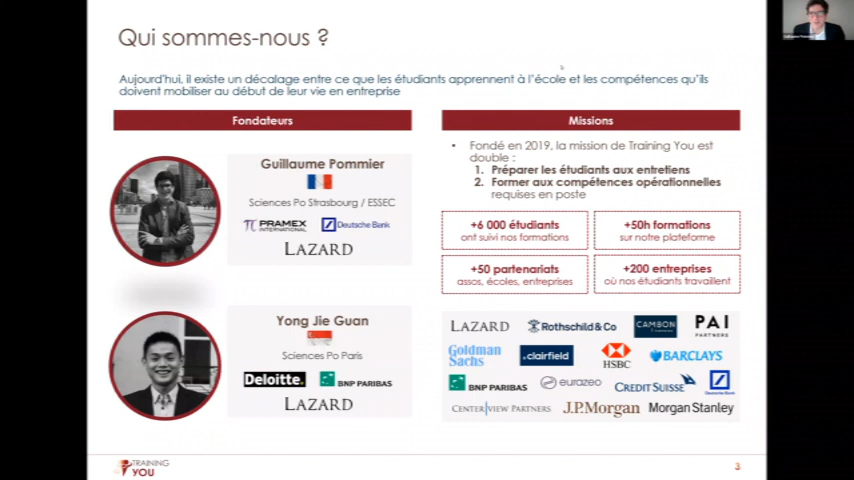 Qui sommes-nous ?
Aujourd'hui, il existe un décalage entre ce que les étudiants apprennent à l'école et les compétences qu'ils
doivent mobiliser au début de leur vie en entreprise
Fondateurs
Guillaume Pommier
Sciences Po Strasbourg / ESSEC
PRAMEX
INTERNATIONAL
Deutsche Bank
LAZARD
Yong Jie Guan
Sciences Po Paris
Deloitte.
BNP PARIBAS
LAZARD
Missions
• Fondé en 2019, la mission de Training You est
double :
1. Préparer les étudiants aux entretiens
2. Former aux compétences opérationnelles
requises en poste
+6 000 étudiants
ont suivi nos formations
+50h formations
sur notre plateforme
+50 partenariats
assos, écoles, entreprises
+200 entreprises
où nos étudiants travaillent
LAZARD
Rothschild & Co
CAMBON
PAI
PARTNERS
Goldman
Sachs
.clairfield
HSBC
BARCLAYS
BNP PARIBAS
eurazeo
CREDIT SUISSE
Deutsche Bank
CENTERVIEW PARTNERS
J.P.Morgan
Morgan Stanley
TRAINING
YOU
3